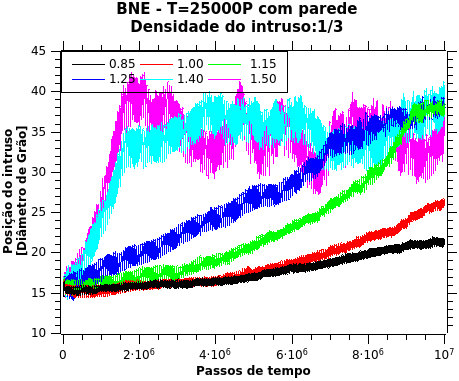 BNE - T=25000P com parede
Densidade do intruso:1/3
0.85 1.00 1.15
1.25 1.40 1.50
Posição do intruso
[Diâmetro de Grão]
45
40
35
30
25
20
15
10
0 2·10⁶ 4·10⁶ 6·10⁶ 8·10⁶ 10⁷
Passos de tempo